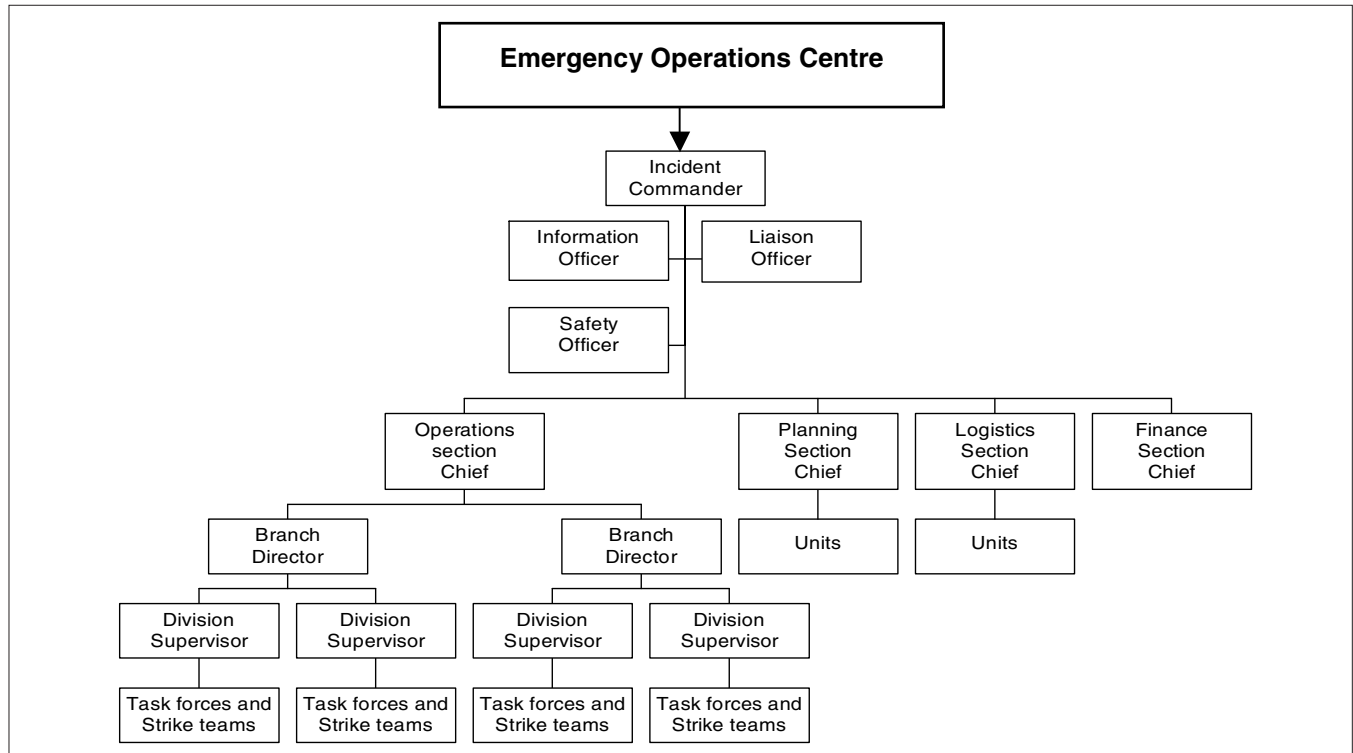 Emergency Operations Centre
Incident
Commander
Information
Officer
Liaison
Officer
Safety
Officer
Operations
section
Chief
Planning
Section
Chief
Logistics
Section
Chief
Finance
Section
Chief
Branch
Director
Branch
Director
Units
Units
Division
Supervisor
Division
Supervisor
Division
Supervisor
Division
Supervisor
Task forces and
Strike teams
Task forces and
Strike teams
Task forces and
Strike teams
Task forces and
Strike teams